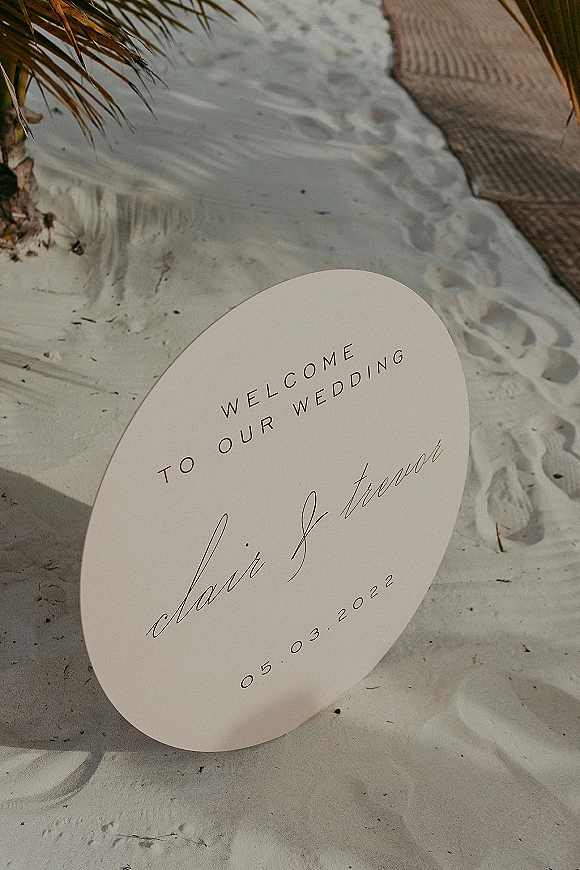 WELCOME
TO OUR WEDDING
clair & trevor
05.03.2022